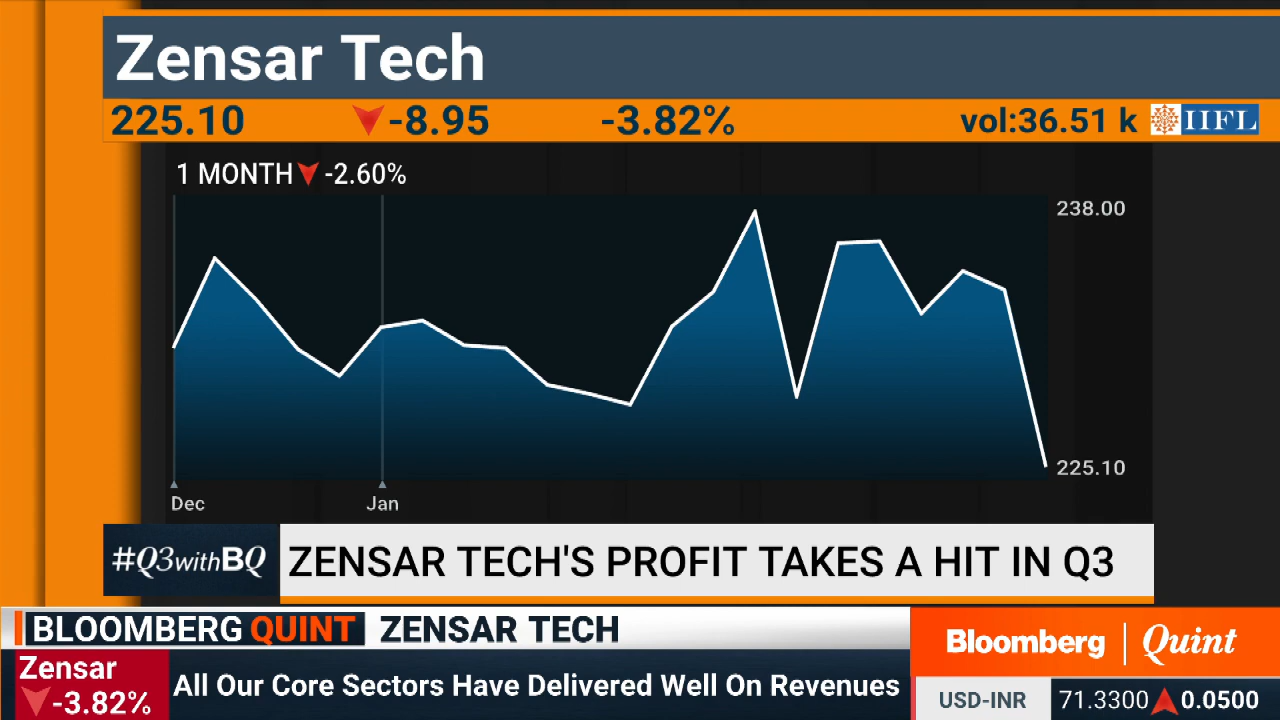 Zensar Tech
225.10 -8.95 -3.82% vol:36.51 k IIFL
1 MONTH -2.60%
238.00
225.10
Dec Jan
#Q3withBQ ZENSAR TECH'S PROFIT TAKES A HIT IN Q3
BLOOMBERG QUINT ZENSAR TECH
Bloomberg | Quint
Zensar
-3.82%
All Our Core Sectors Have Delivered Well On Revenues
USD-INR 71.3300 0.0500